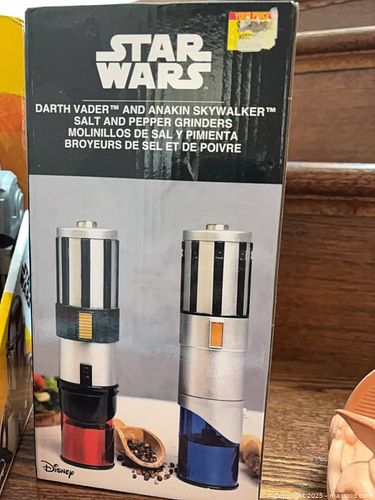 STAR
WARS
DARTH VADER™ AND ANAKIN SKYWALKER™
SALT AND PEPPER GRINDERS
MOLINILLOS DE SAL Y PIMIENTA
BROYEURS DE SEL ET DE POIVRE
Disney
Copyright 2025 - maxsold.com